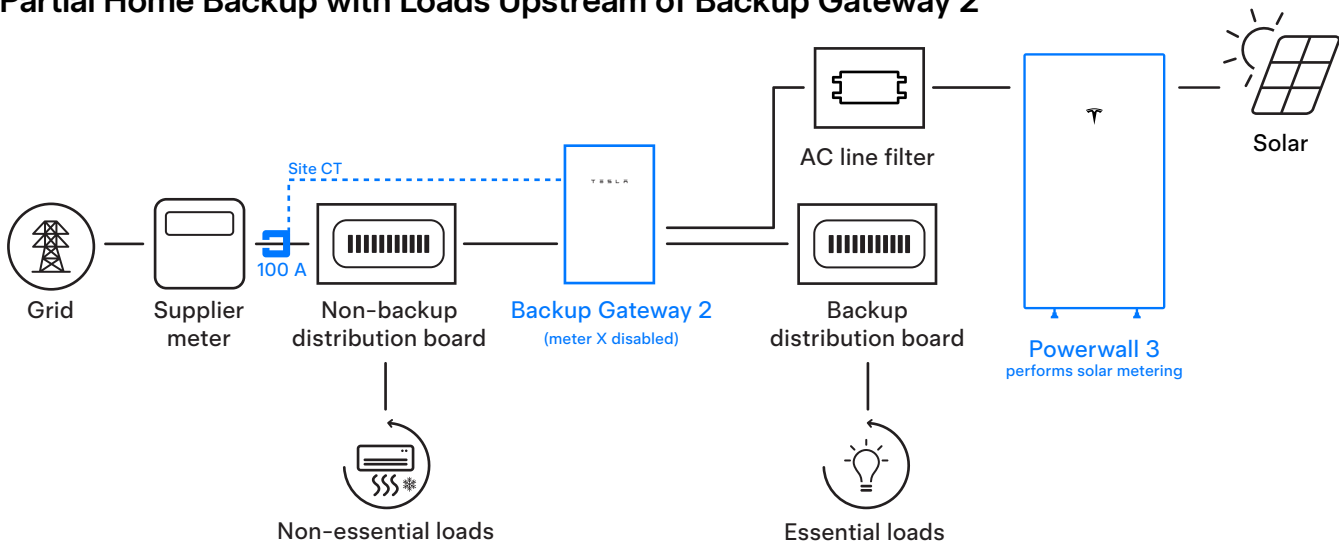 Partial Home Backup with Loads Upstream of Backup Gateway 2
Site CT
100 A
Grid
Supplier
meter
Non-backup
distribution board
Non-essential loads
TESLA
Backup Gateway 2
(meter X disabled)
AC line filter
Backup
distribution board
Essential loads
Powerwall 3
performs solar metering
Solar